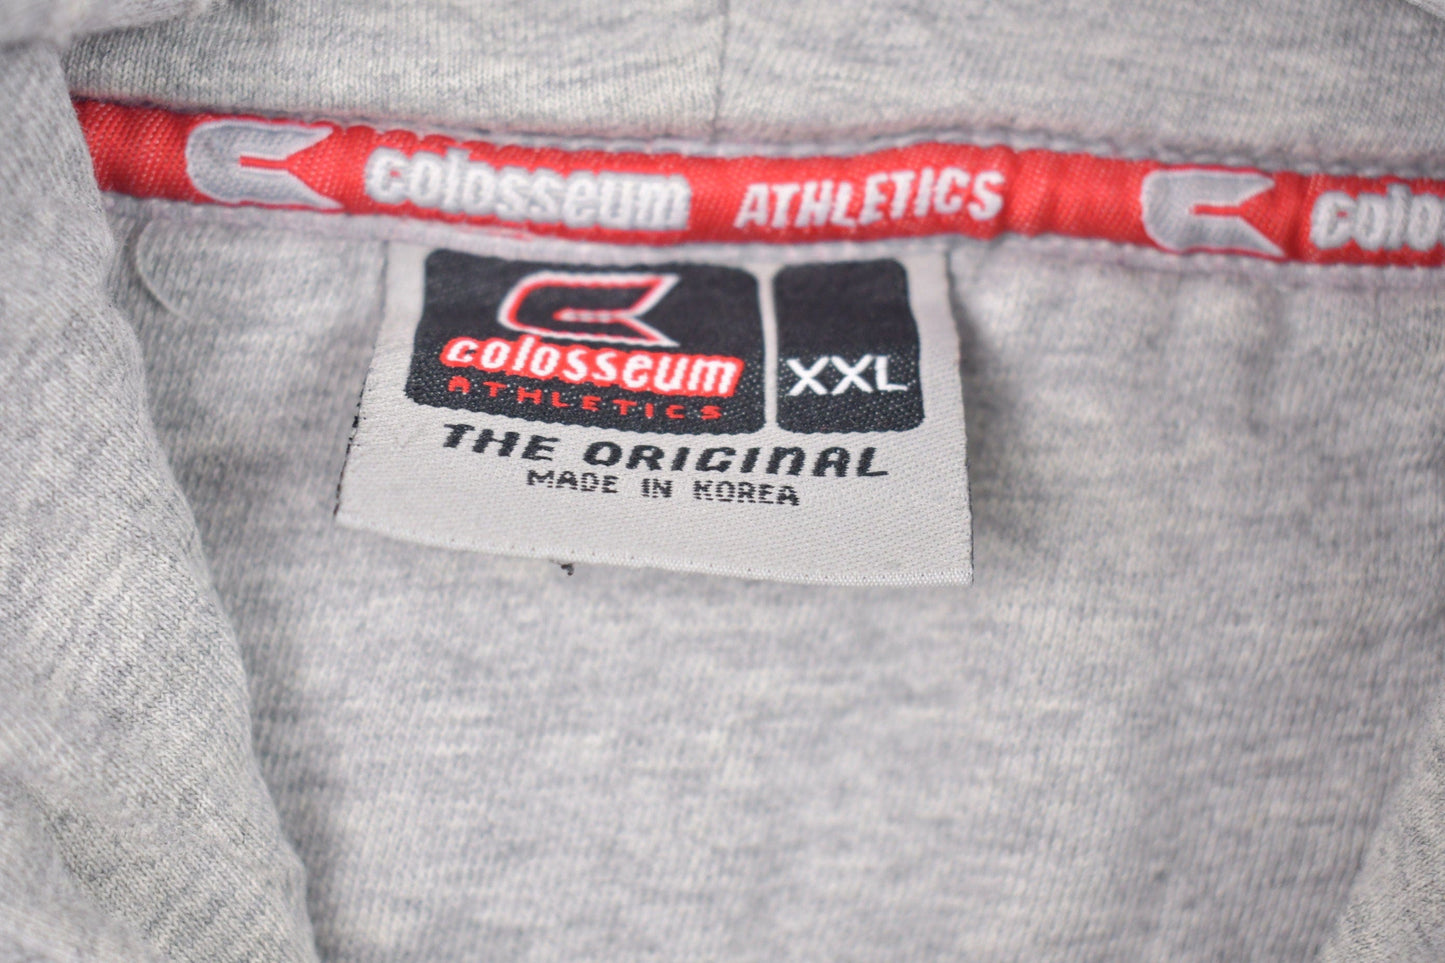 colosseum ATHLETICS colo
colosseum
ATHLETICS
XXL
THE ORIGINAL
MADE IN KOREA